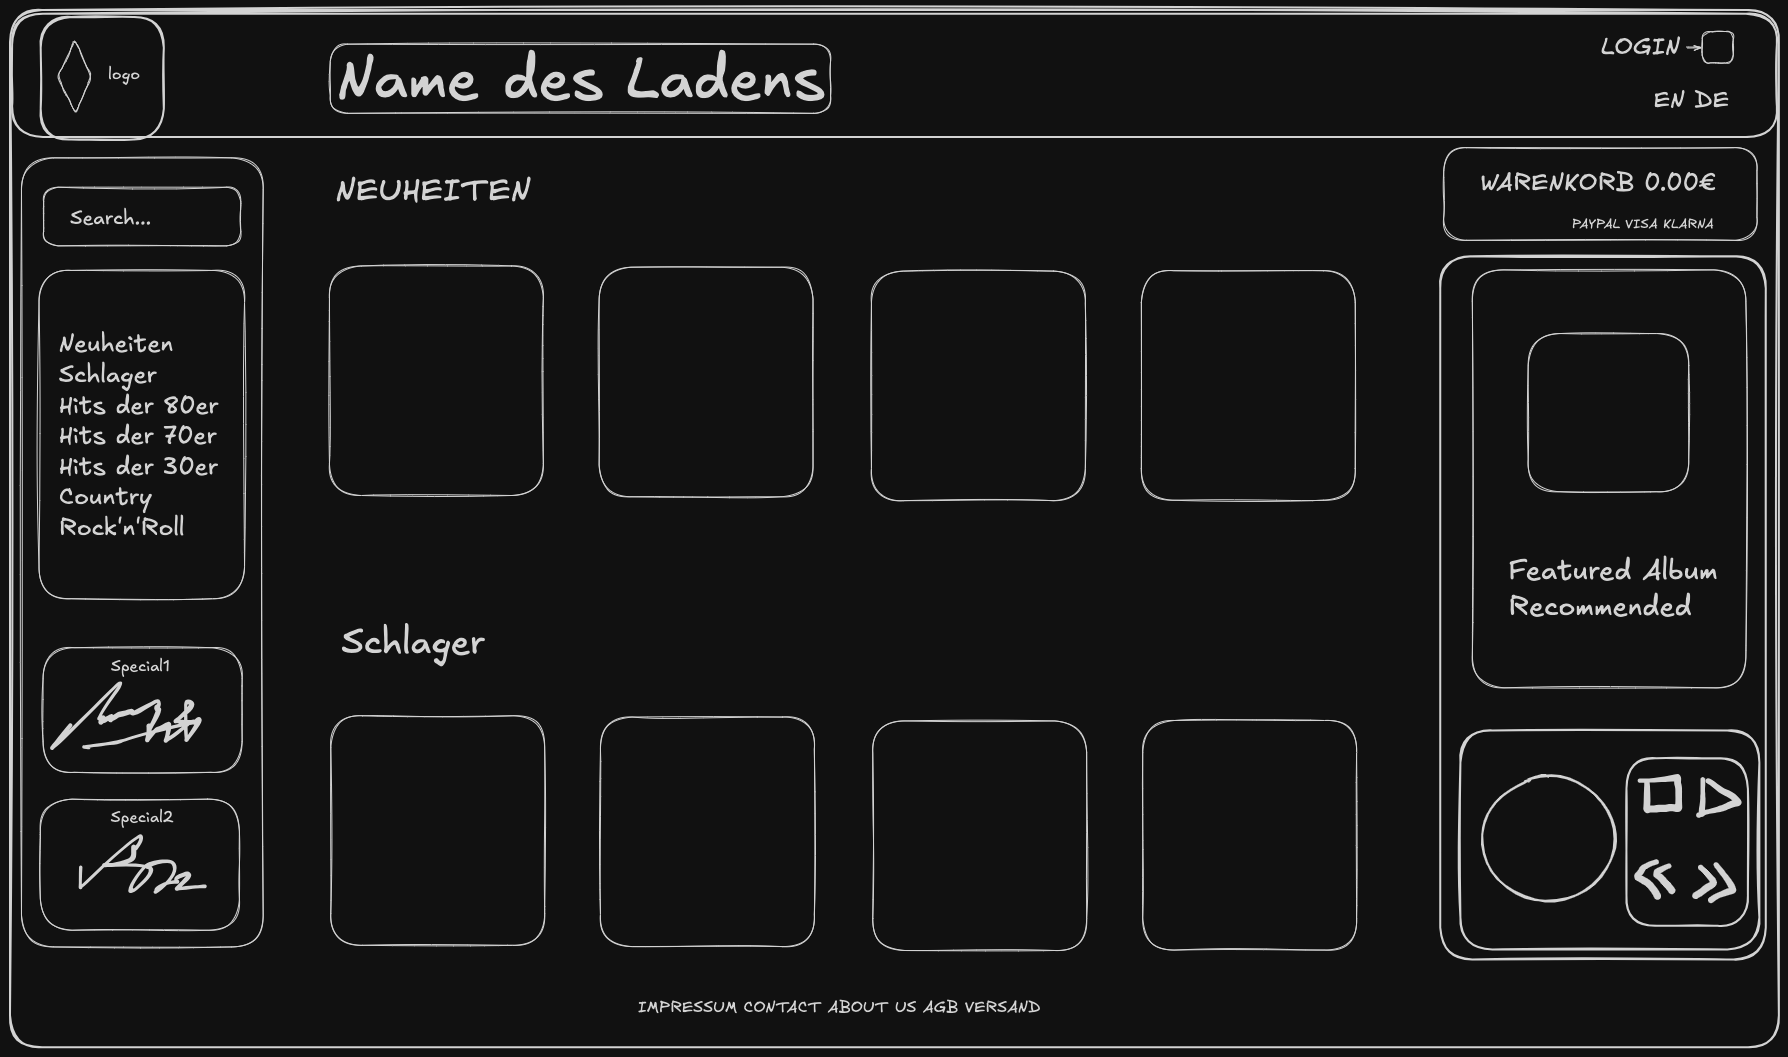 logo
Name des Ladens
LOGIN
EN DE
Search...
Neuheiten
Schlager
Hits der 80er
Hits der 70er
Hits der 30er
Country
Rock'n'Roll
Special1
Special2
NEUHEITEN
Schlager
WARENKORB 0.00€
PAYPAL VISA KLARNA
Featured Album
Recommended
IMPRESSUM CONTACT ABOUT US AGB VERSAND